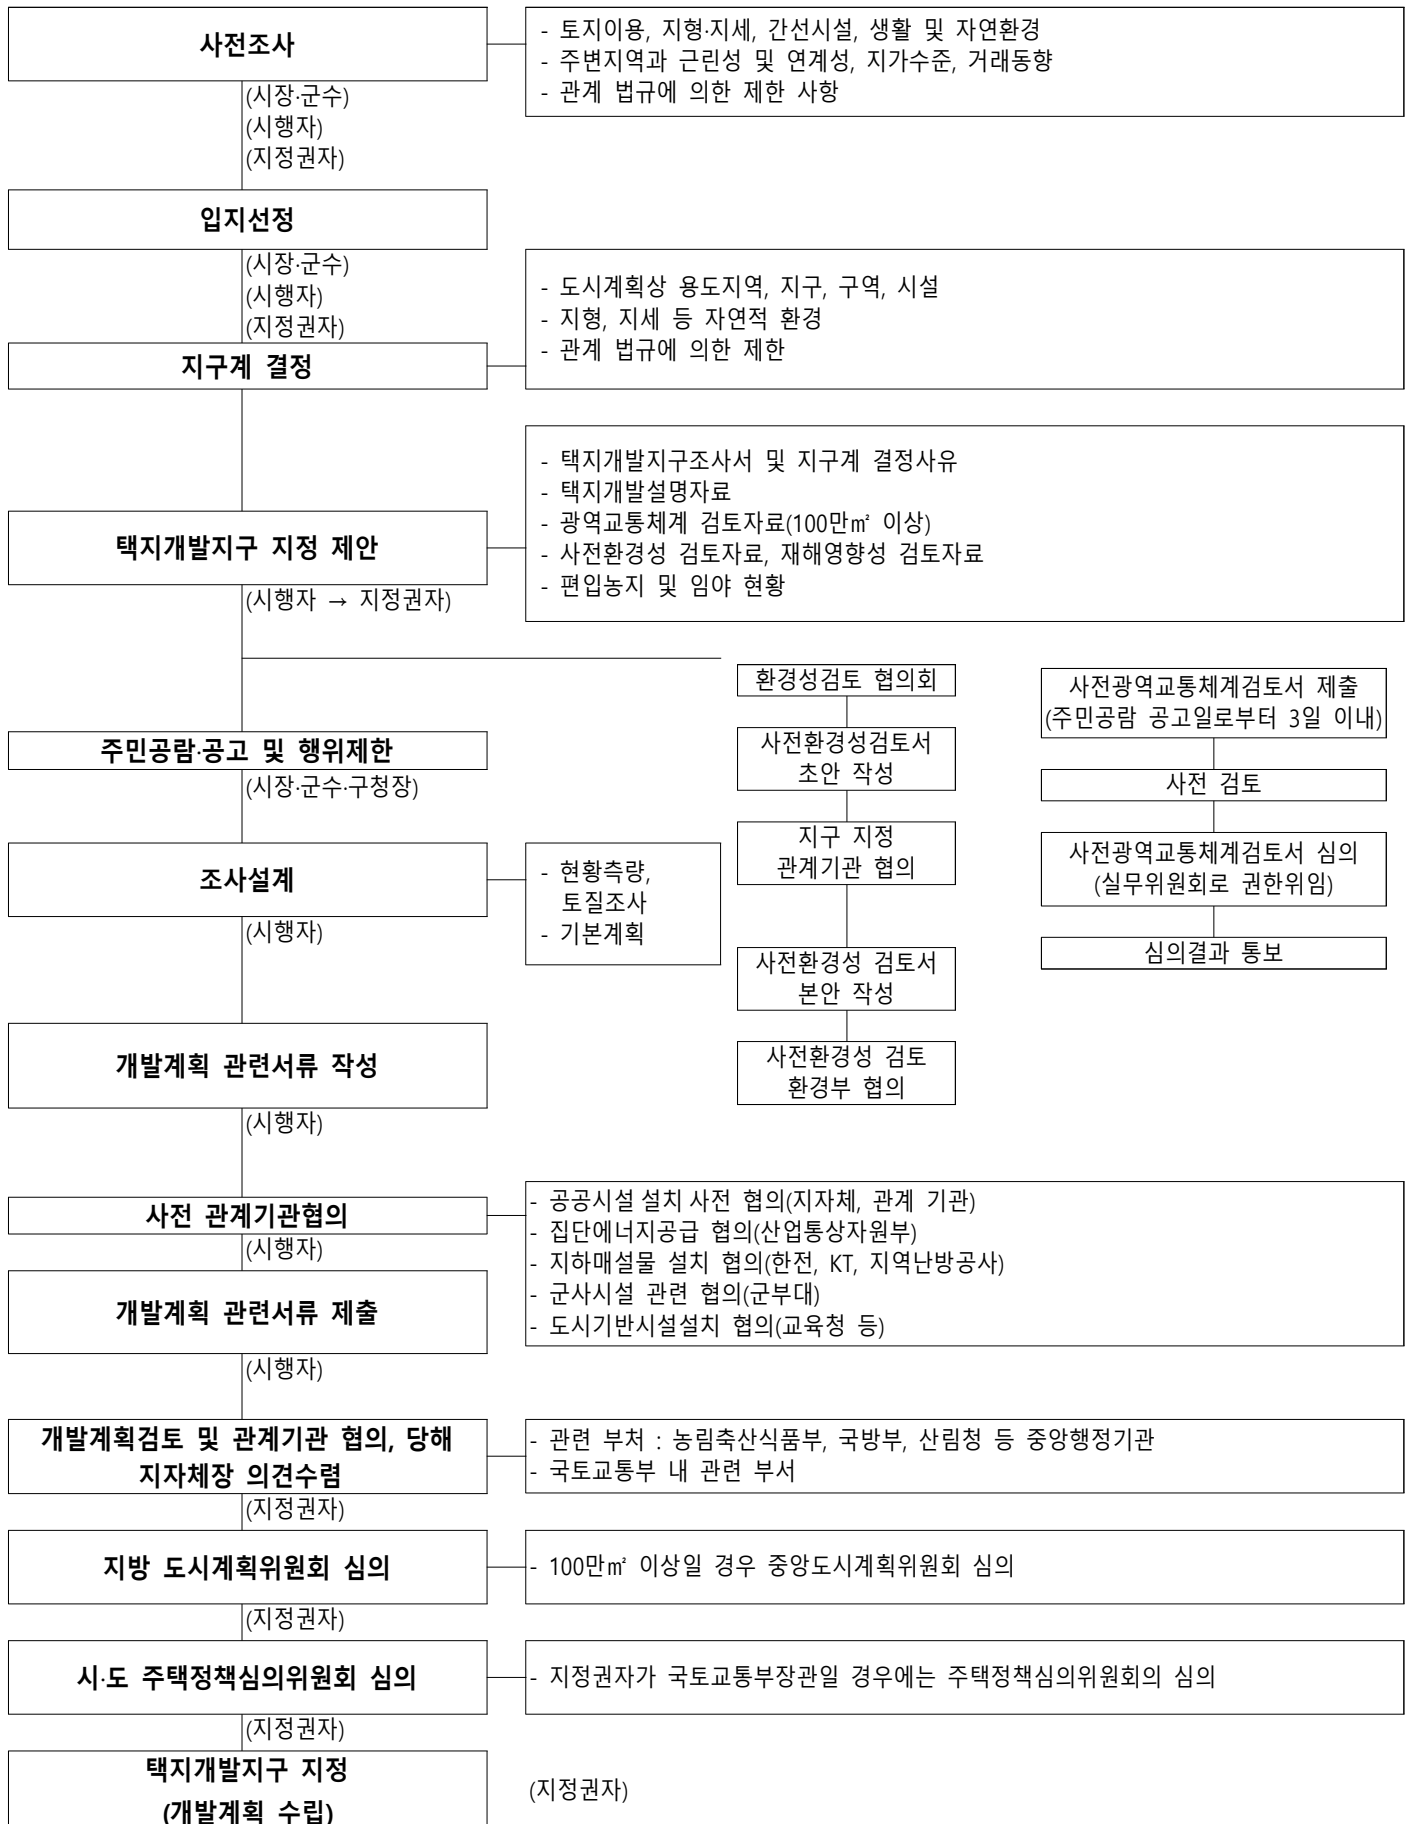 사전조사
- 토지이용, 지형·지세, 간선시설, 생활 및 자연환경
- 주변지역과 근린성 및 연계성, 지가수준, 거래동향
- 관계 법규에 의한 제한 사항
(시장·군수)
(시행자)
(지정권자)
입지선정
(시장·군수)
(시행자)
(지정권자)
지구계 결정
- 도시계획상 용도지역, 지구, 구역, 시설
- 지형, 지세 등 자연적 환경
- 관계 법규에 의한 제한
택지개발지구 지정 제안
- 택지개발지구조사서 및 지구계 결정사유
- 택지개발설명자료
- 광역교통체계 검토자료(100만㎡ 이상)
- 사전환경성 검토자료, 재해영향성 검토자료
- 편입농지 및 임야 현황
(시행자 → 지정권자)
환경성검토 협의회
사전환경성검토서
초안 작성
지구 지정
관계기관 협의
사전환경성 검토서
본안 작성
사전환경성 검토
환경부 협의
사전광역교통체계검토서 제출
(주민공람 공고일로부터 3일 이내)
사전 검토
사전광역교통체계검토서 심의
(실무위원회로 권한위임)
심의결과 통보
주민공람·공고 및 행위제한
(시장·군수·구청장)
조사설계
- 현황측량,
토질조사
- 기본계획
(시행자)
개발계획 관련서류 작성
(시행자)
사전 관계기관협의
- 공공시설 설치 사전 협의(지자체, 관계 기관)
- 집단에너지공급 협의(산업통상자원부)
- 지하매설물 설치 협의(한전, KT, 지역난방공사)
- 군사시설 관련 협의(군부대)
- 도시기반시설설치 협의(교육청 등)
(시행자)
개발계획 관련서류 제출
(시행자)
개발계획검토 및 관계기관 협의, 당해
지자체장 의견수렴
- 관련 부처 : 농림축산식품부, 국방부, 산림청 등 중앙행정기관
- 국토교통부 내 관련 부서
(지정권자)
지방 도시계획위원회 심의
- 100만㎡ 이상일 경우 중앙도시계획위원회 심의
(지정권자)
시·도 주택정책심의위원회 심의
- 지정권자가 국토교통부장관일 경우에는 주택정책심의위원회의 심의
(지정권자)
택지개발지구 지정
(개발계획 수립)
(지정권자)